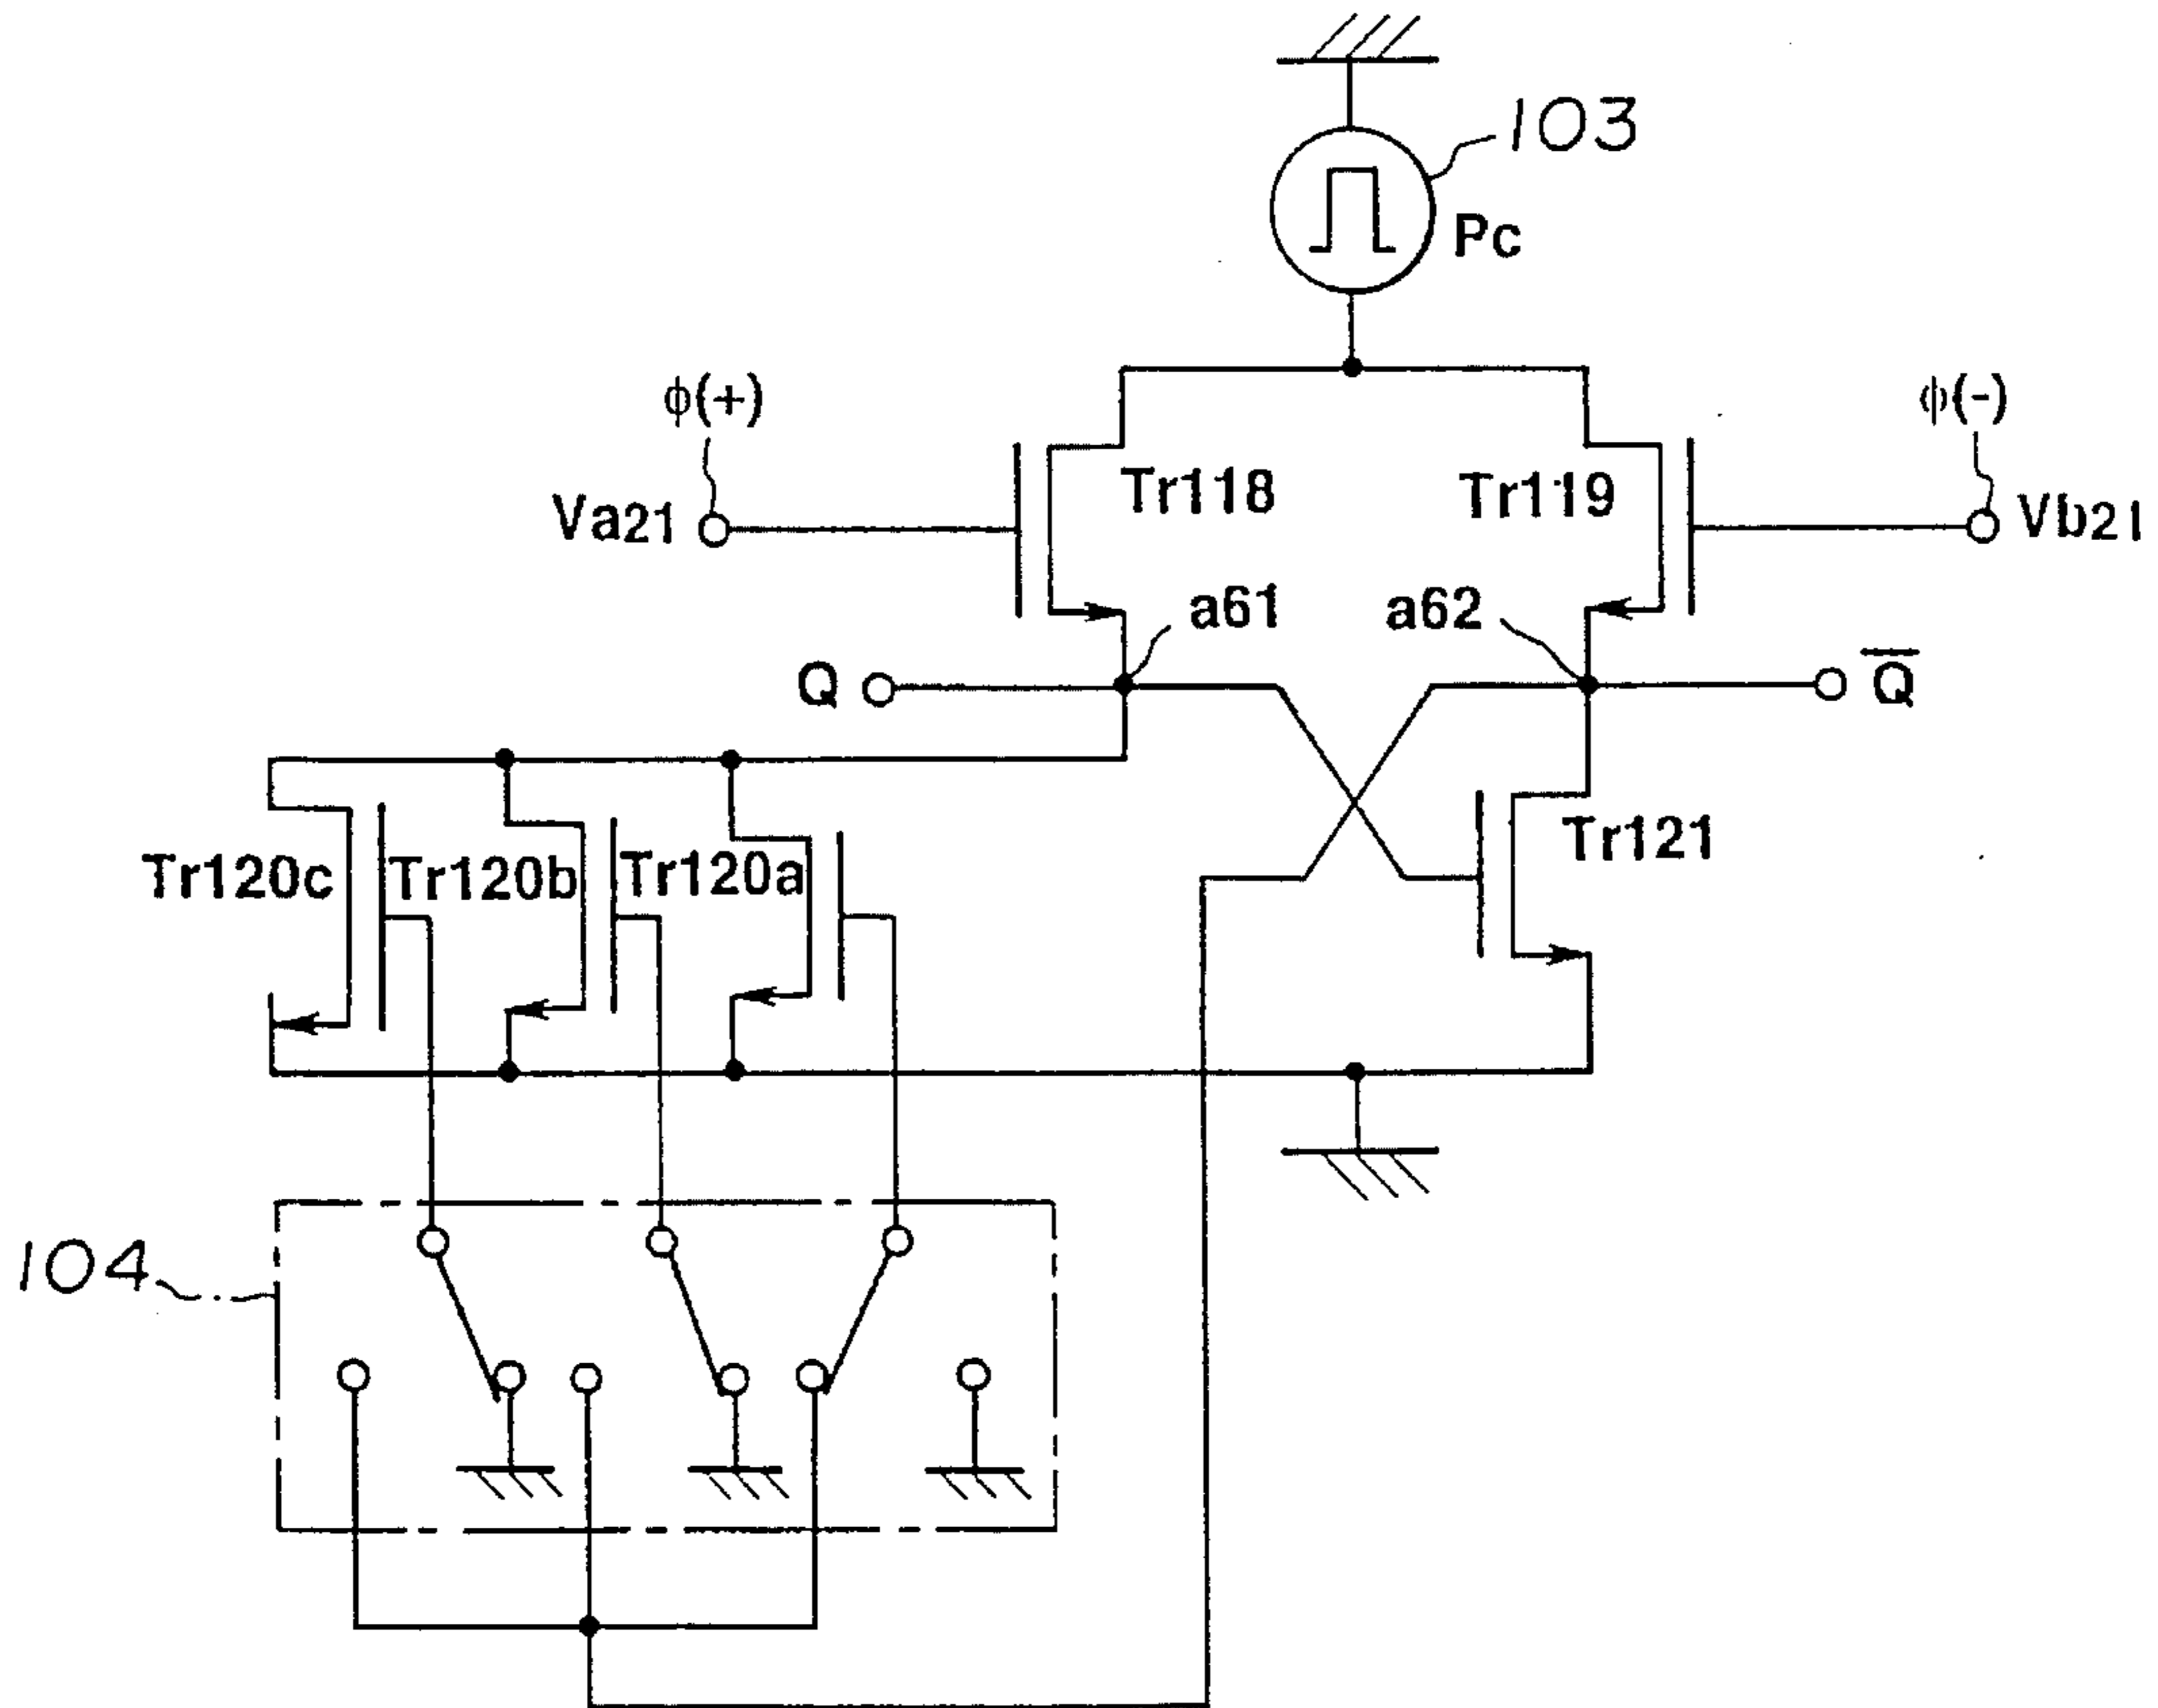 103
Pc
ϕ(+)
ϕ(-)
Va21
Tr118
Tr119
Vb21
a61
a62
Q
Q̅
Tr120c
Tr120b
Tr120a
Tr121
104